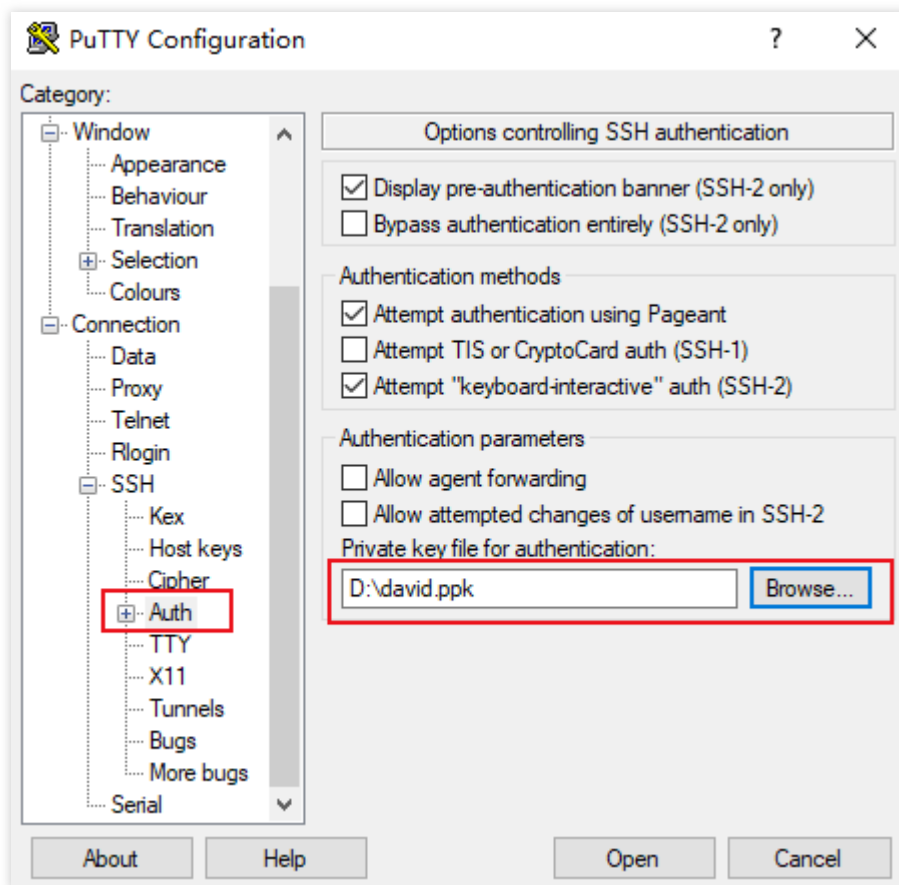 PuTTY Configuration
?
Category:
Window
Appearance
Behaviour
Translation
Selection
Colours
Connection
Data
Proxy
Telnet
Rlogin
SSH
Kex
Host keys
Cipher
Auth
TTY
X11
Tunnels
Bugs
More bugs
Serial
Options controlling SSH authentication
Display pre-authentication banner (SSH-2 only)
Bypass authentication entirely (SSH-2 only)
Authentication methods
Attempt authentication using Pageant
Attempt TIS or CryptoCard auth (SSH-1)
Attempt "keyboard-interactive" auth (SSH-2)
Authentication parameters
Allow agent forwarding
Allow attempted changes of username in SSH-2
Private key file for authentication:
D:\david.ppk Browse...
About Help Open Cancel